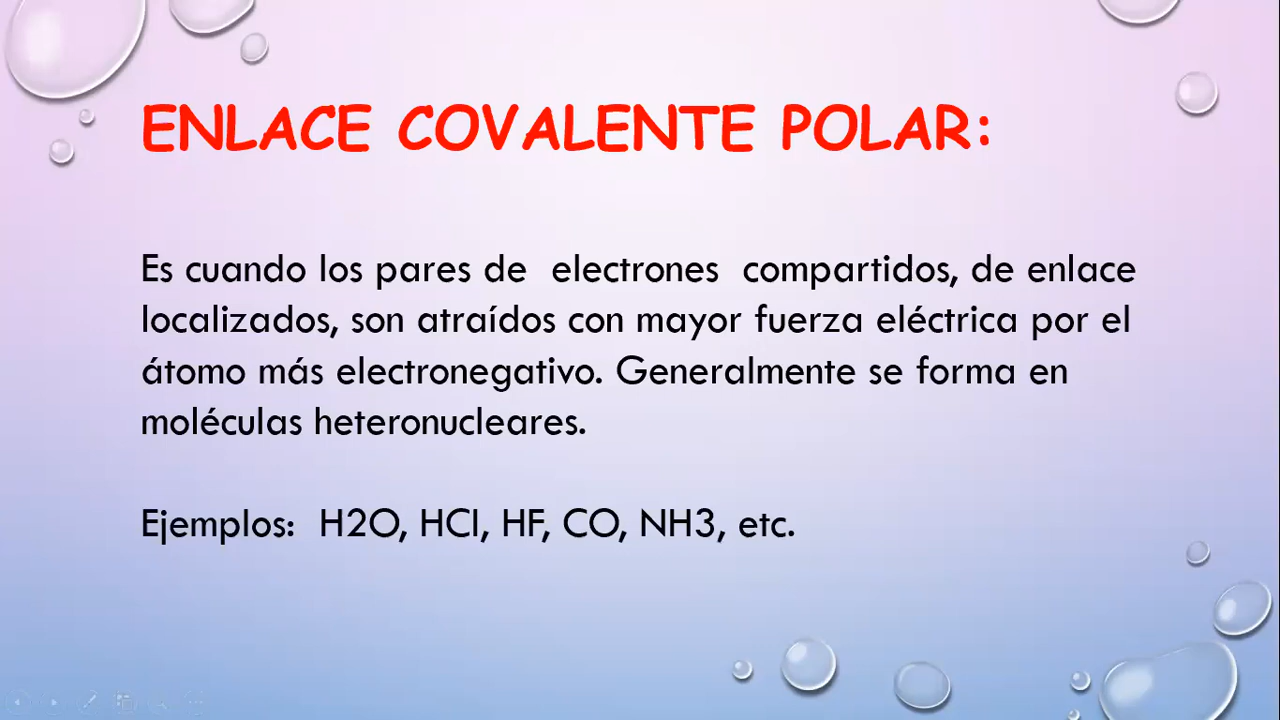 ENLACE COVALENTE POLAR:
Es cuando los pares de electrones compartidos, de enlace
localizados, son atraídos con mayor fuerza eléctrica por el
átomo más electronegativo. Generalmente se forma en
moléculas heteronucleares.
Ejemplos: H2O, HCl, HF, CO, NH3, etc.